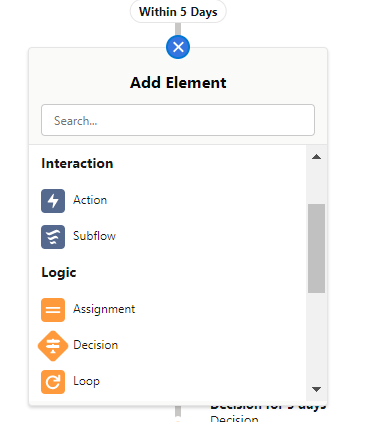 Within 5 Days
Add Element
Search...
Interaction
Action
Subflow
Logic
Assignment
Decision
Loop
Decision for 5 days
Decision